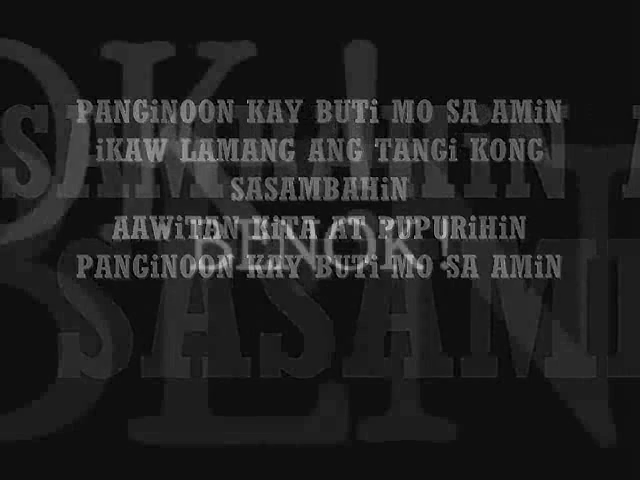 PANGiNOON KAY BUTi MO SA AMiN
iKAW LAMANG ANG TANGi KONG
SASAMBAHiN
AAWiTAN KiTA AT PUPURiHiN
BENOK!
PANGiNOON KAY BUTi MO SA AMiN